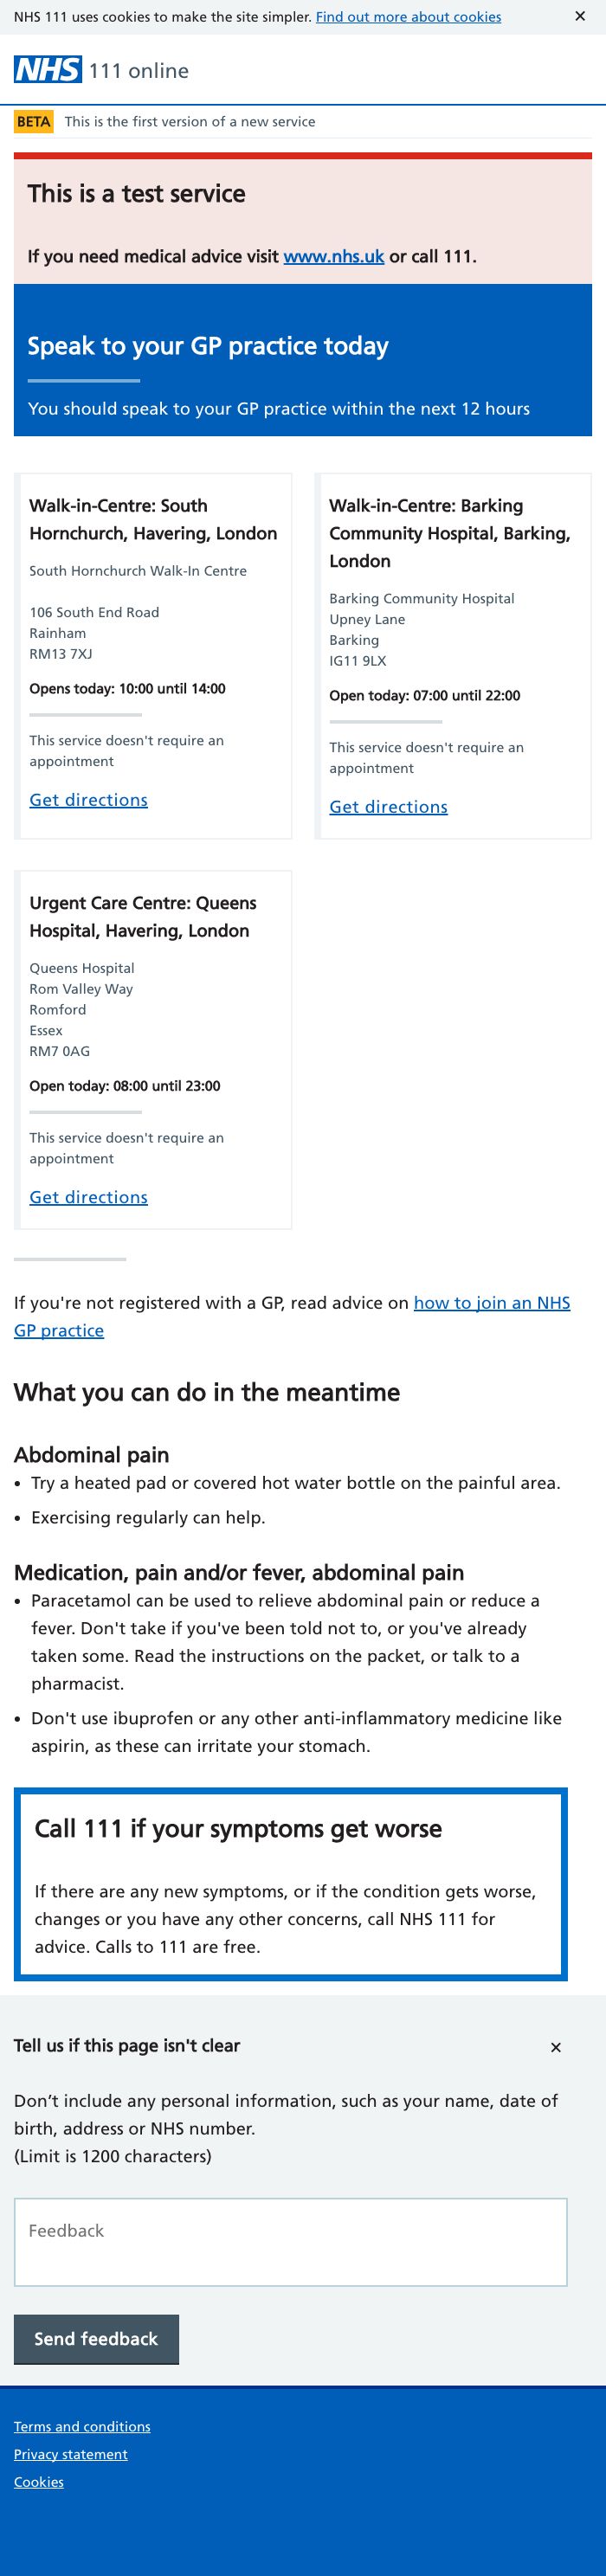 NHS 111 uses cookies to make the site simpler. Find out more about cookies ✕
NHS 111 online
BETA This is the first version of a new service
This is a test service
If you need medical advice visit www.nhs.uk or call 111.
Speak to your GP practice today
You should speak to your GP practice within the next 12 hours
Walk-in-Centre: South
Hornchurch, Havering, London
South Hornchurch Walk-In Centre
106 South End Road
Rainham
RM13 7XJ
Opens today: 10:00 until 14:00
This service doesn't require an
appointment
Get directions
Walk-in-Centre: Barking
Community Hospital, Barking,
London
Barking Community Hospital
Upney Lane
Barking
IG11 9LX
Open today: 07:00 until 22:00
This service doesn't require an
appointment
Get directions
Urgent Care Centre: Queens
Hospital, Havering, London
Queens Hospital
Rom Valley Way
Romford
Essex
RM7 0AG
Open today: 08:00 until 23:00
This service doesn't require an
appointment
Get directions
If you're not registered with a GP, read advice on how to join an NHS
GP practice
What you can do in the meantime
Abdominal pain
• Try a heated pad or covered hot water bottle on the painful area.
• Exercising regularly can help.
Medication, pain and/or fever, abdominal pain
• Paracetamol can be used to relieve abdominal pain or reduce a
fever. Don't take if you've been told not to, or you've already
taken some. Read the instructions on the packet, or talk to a
pharmacist.
• Don't use ibuprofen or any other anti-inflammatory medicine like
aspirin, as these can irritate your stomach.
Call 111 if your symptoms get worse
If there are any new symptoms, or if the condition gets worse,
changes or you have any other concerns, call NHS 111 for
advice. Calls to 111 are free.
Tell us if this page isn't clear ✕
Don’t include any personal information, such as your name, date of
birth, address or NHS number.
(Limit is 1200 characters)
Feedback
Send feedback
Terms and conditions
Privacy statement
Cookies